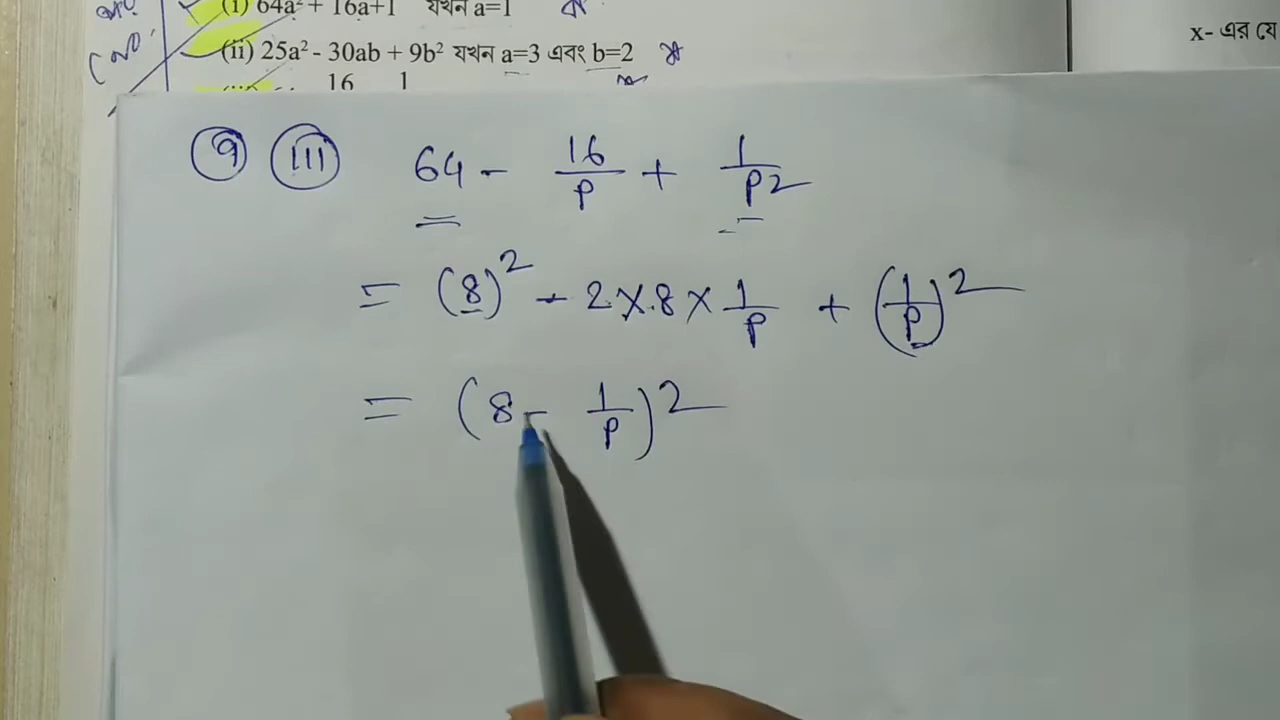 (i) 64a² + 16a+1 যখন a=1
(ii) 25a² - 30ab + 9b² যখন a=3 এবং b=2
16 1
x- এর যে
৭ III 64 - 16/P + 1/P2
= (8)² - 2×8× 1/P + (1/P)²
= (8 - 1/P)²